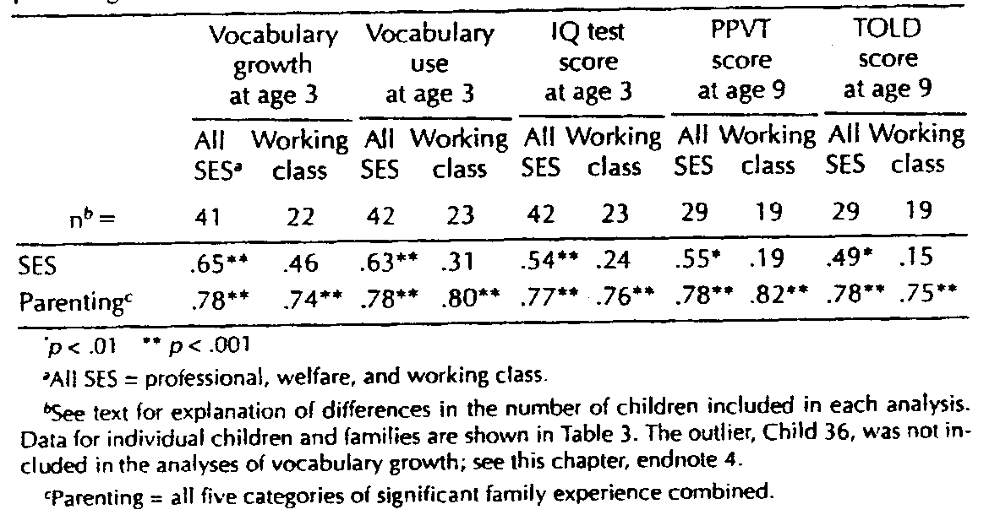 Vocabulary Vocabulary IQ test PPVT TOLD
growth use score score score
at age 3 at age 3 at age 3 at age 9 at age 9
All Working All Working All Working All Working All Working
SESᵃ class SES class SES class SES class SES class
nᵇ = 41 22 42 23 42 23 29 19 29 19
SES .65** .46 .63** .31 .54** .24 .55* .19 .49* .15
Parentingᶜ .78** .74** .78** .80** .77** .76** .78** .82** .78** .75**
*p < .01 ** p < .001
ᵃAll SES = professional, welfare, and working class.
ᵇSee text for explanation of differences in the number of children included in each analysis.
Data for individual children and families are shown in Table 3. The outlier, Child 36, was not in-
cluded in the analyses of vocabulary growth; see this chapter, endnote 4.
ᶜParenting = all five categories of significant family experience combined.